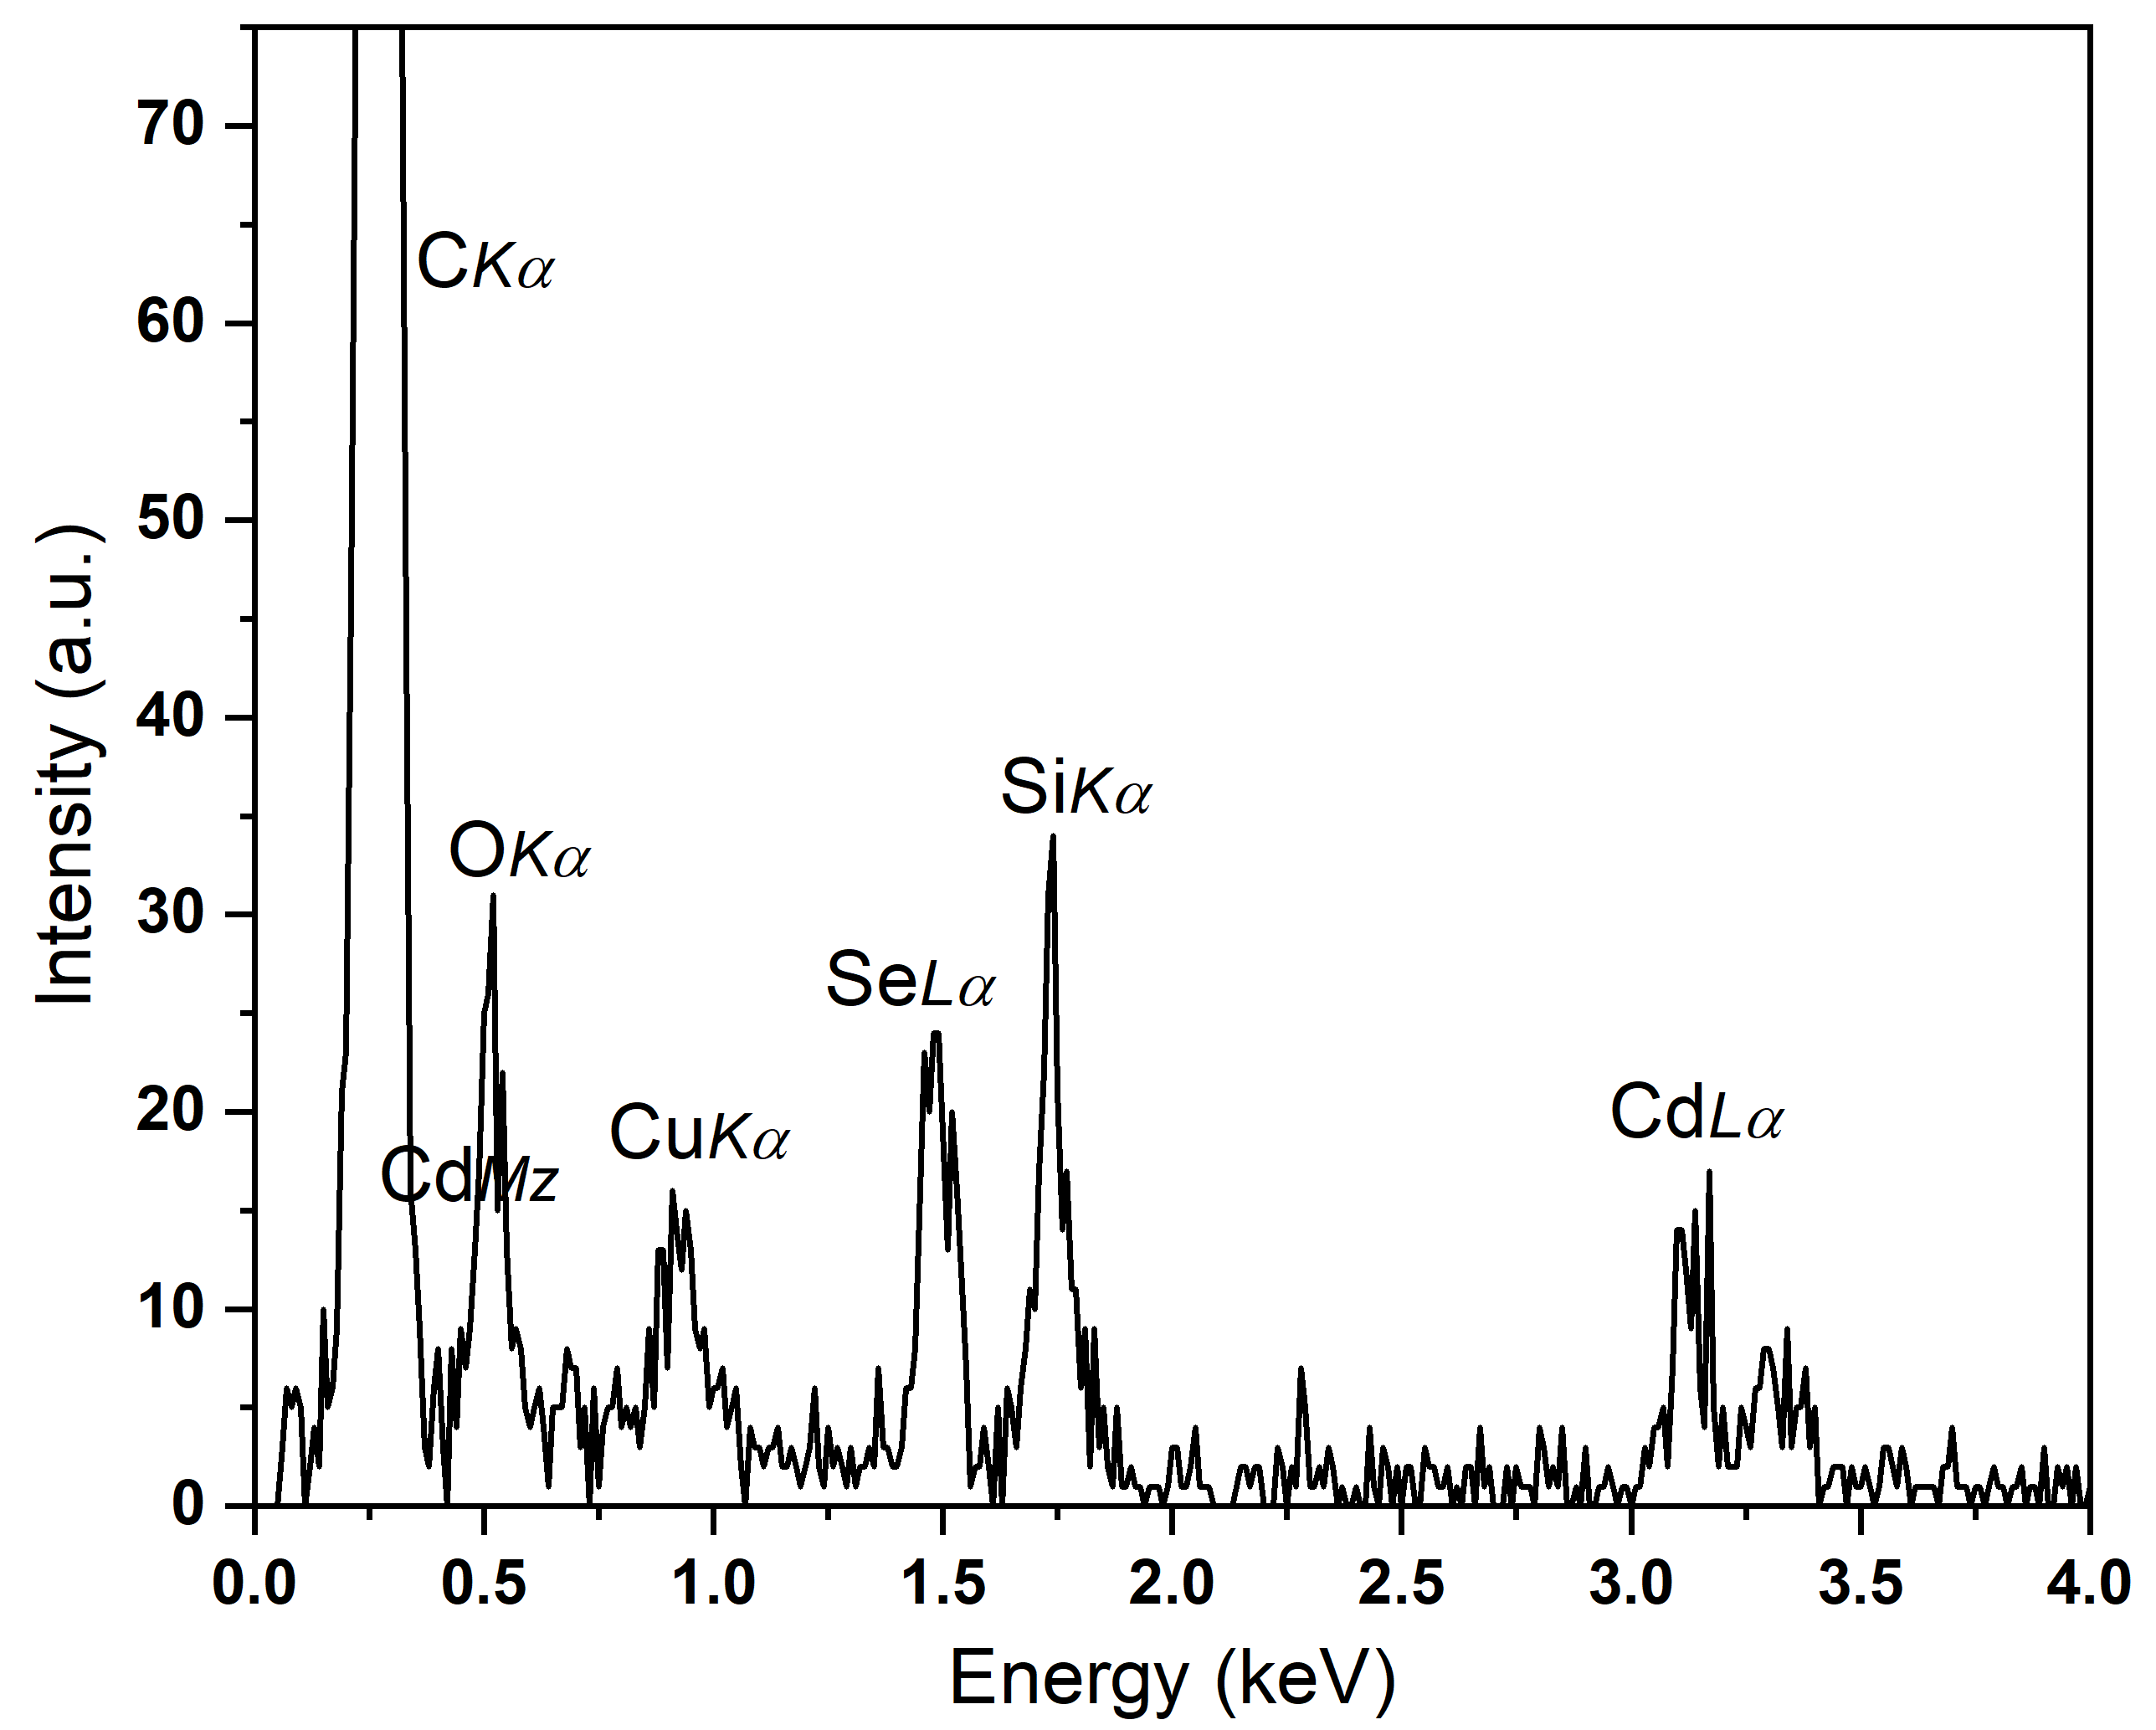 70
60
50
40
30
20
10
0
Intensity (a.u.)
CKα
OKα
CdMz
CuKα
SeLα
SiKα
CdLα
0.0 0.5 1.0 1.5 2.0 2.5 3.0 3.5 4.0
Energy (keV)